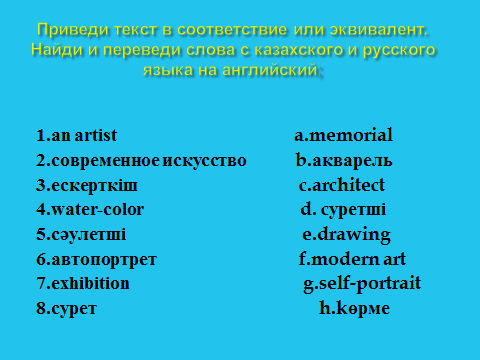 Приведи текст в соответствие или эквивалент.
Найди и переведи слова с казахского и русского
языка на английский;
1.an artist a.memorial
2.современное искусство b.акварель
3.ескерткіш c.architect
4.water-color d. суретші
5.сәулетші e.drawing
6.автопортрет f.modern art
7.exhibition g.self-portrait
8.сурет h.көрме